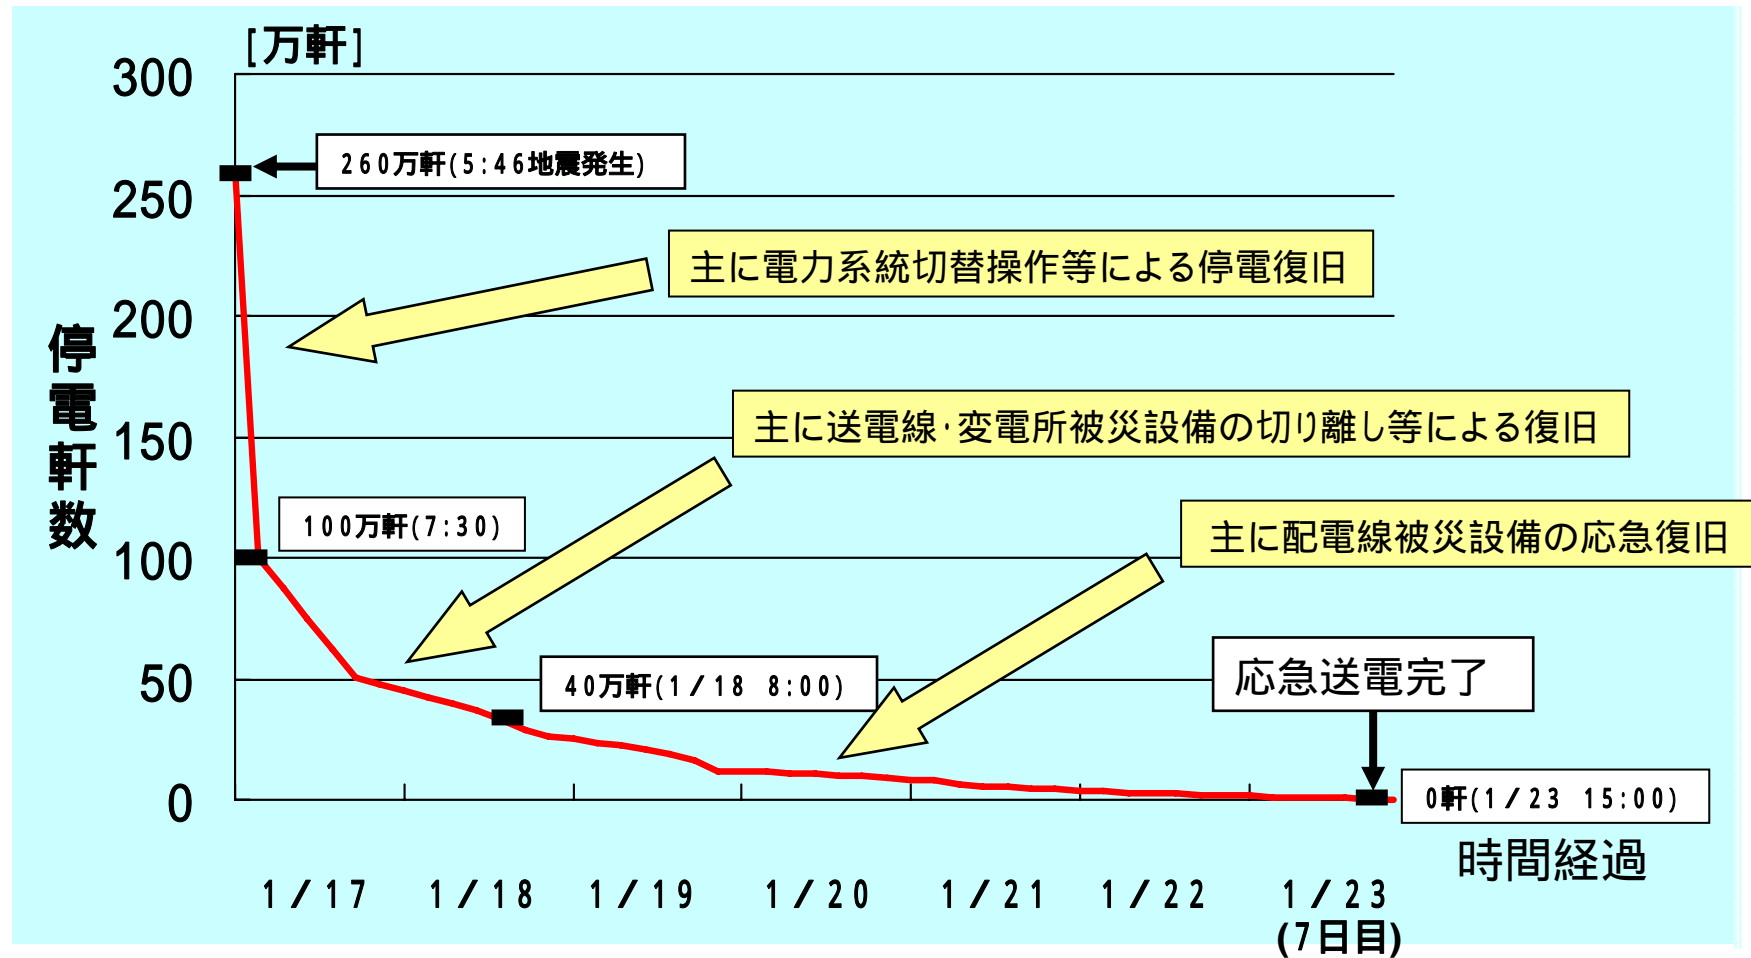 [万軒]
300
260万軒(5:46地震発生)
250
主に電力系統切替操作等による停電復旧
200
停電軒数
主に送電線・変電所被災設備の切り離し等による復旧
150
100万軒(7:30)
主に配電線被災設備の応急復旧
100
応急送電完了
50
40万軒(1/18 8:00)
0
0軒(1/23 15:00)
時間経過
1/17 1/18 1/19 1/20 1/21 1/22 1/23
(7日目)